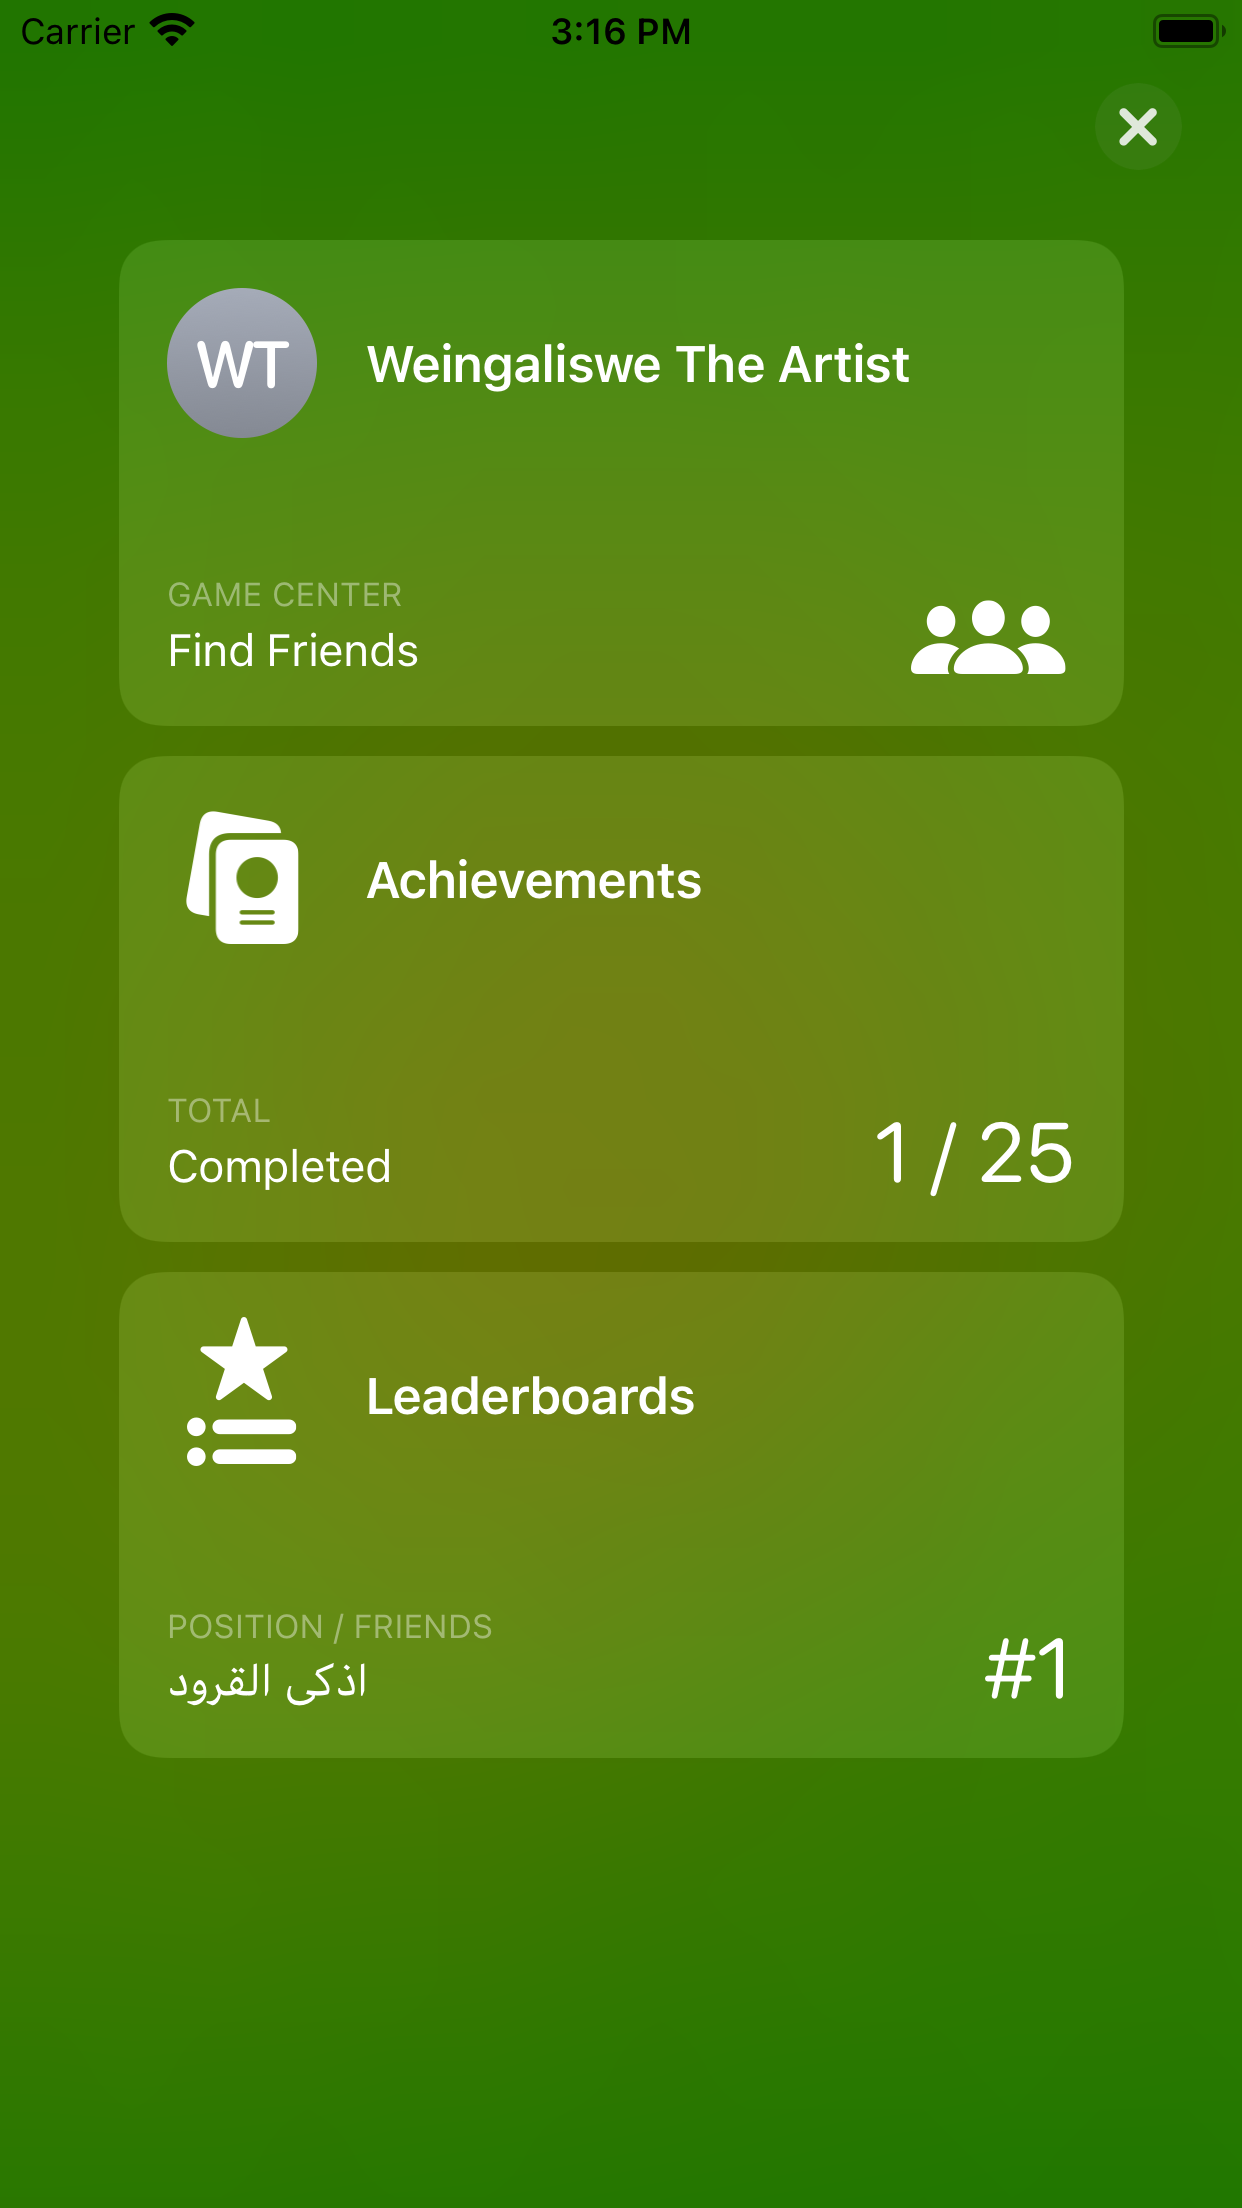 Carrier 3:16 PM
WT
Weingaliswe The Artist
GAME CENTER
Find Friends
Achievements
TOTAL
Completed
1 / 25
Leaderboards
POSITION / FRIENDS
اذكى القرود
#1